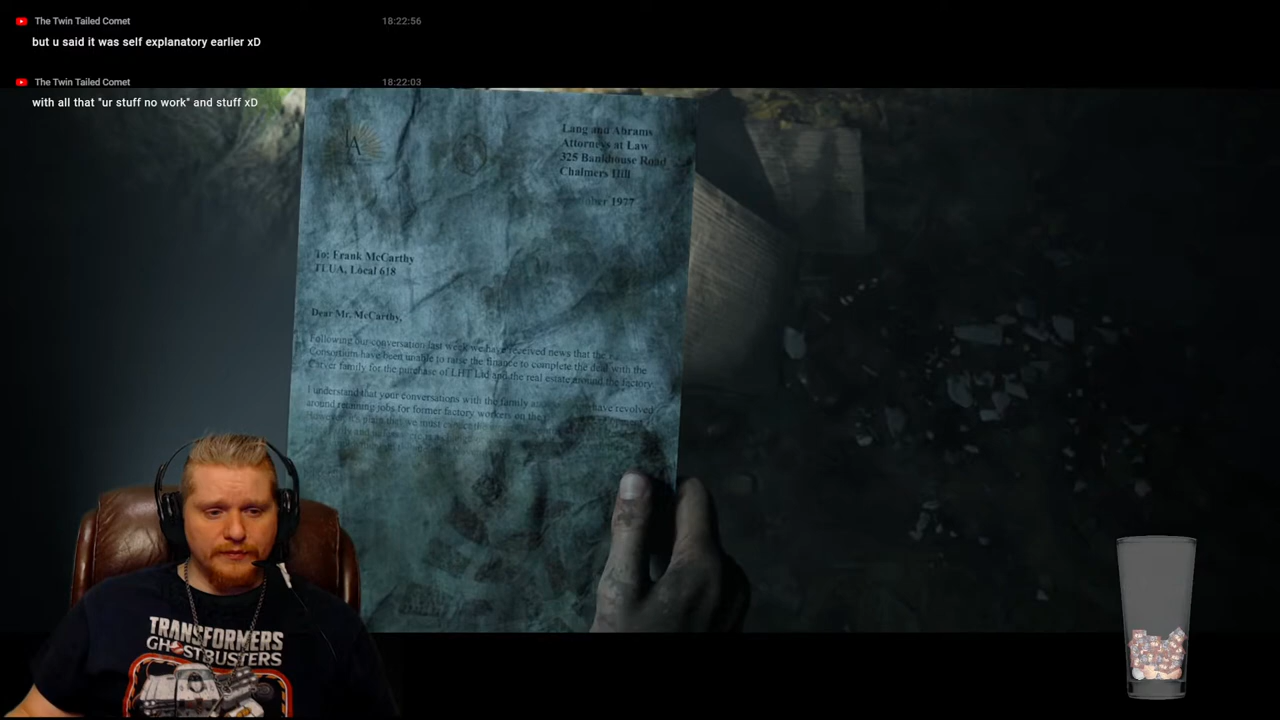 The Twin Tailed Comet 18:22:56
but u said it was self explanatory earlier xD
The Twin Tailed Comet 18:22:03
with all that "ur stuff no work" and stuff xD
LA
Lang and Abrams
Attorneys at Law
325 Bankhouse Road
Chalmers Hill
1977
To: Frank McCarthy
TLUA, Local 618
Dear Mr. McCarthy,
Following our conversation last week we have received news that the
Consortium have been unable to raise the finance to complete the deal with the
Carver family for the purchase of LHT Ltd and the real estate around the factory.
I understand that your conversations with the family have revolved
around retaining jobs for former factory workers on the
that we must
TRANSFORMERS
GHOSTBUSTERS